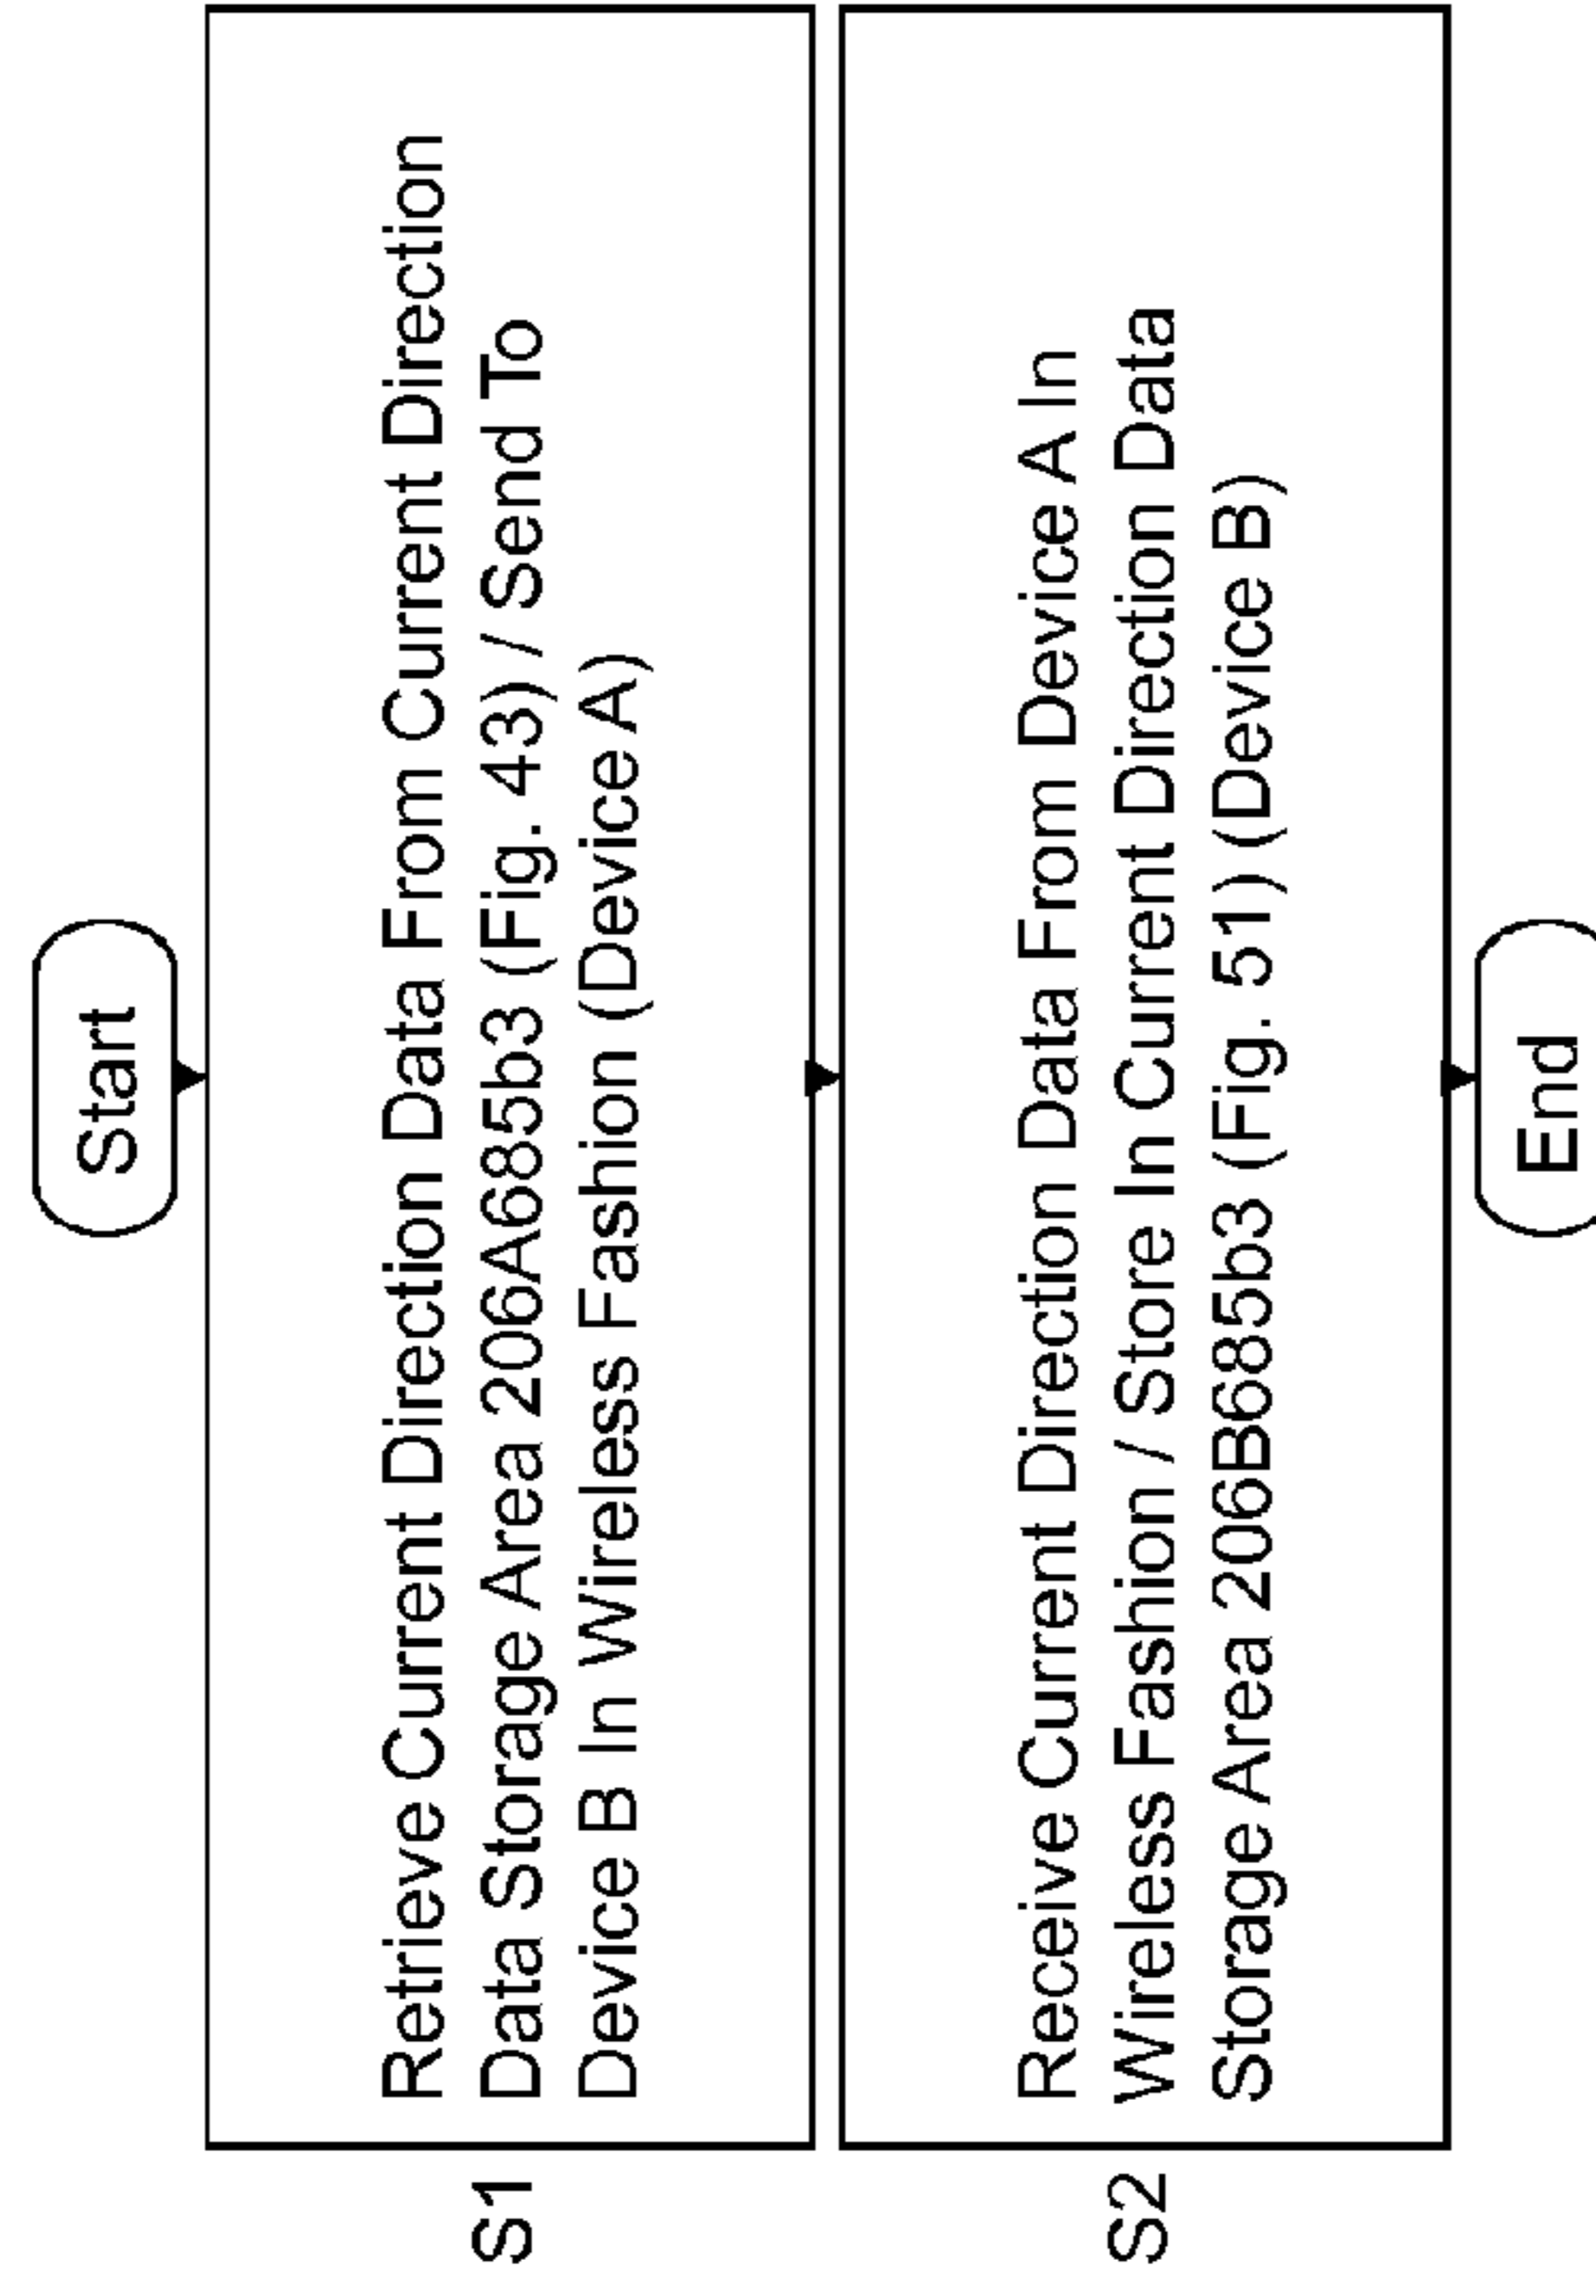 Start
S1
Retrieve Current Direction Data From Current Direction
Data Storage Area 206A685b3 (Fig. 43) / Send To
Device B In Wireless Fashion (Device A)
S2
Receive Current Direction Data From Device A In
Wireless Fashion / Store In Current Direction Data
Storage Area 206B685b3 (Fig. 51) (Device B)
End